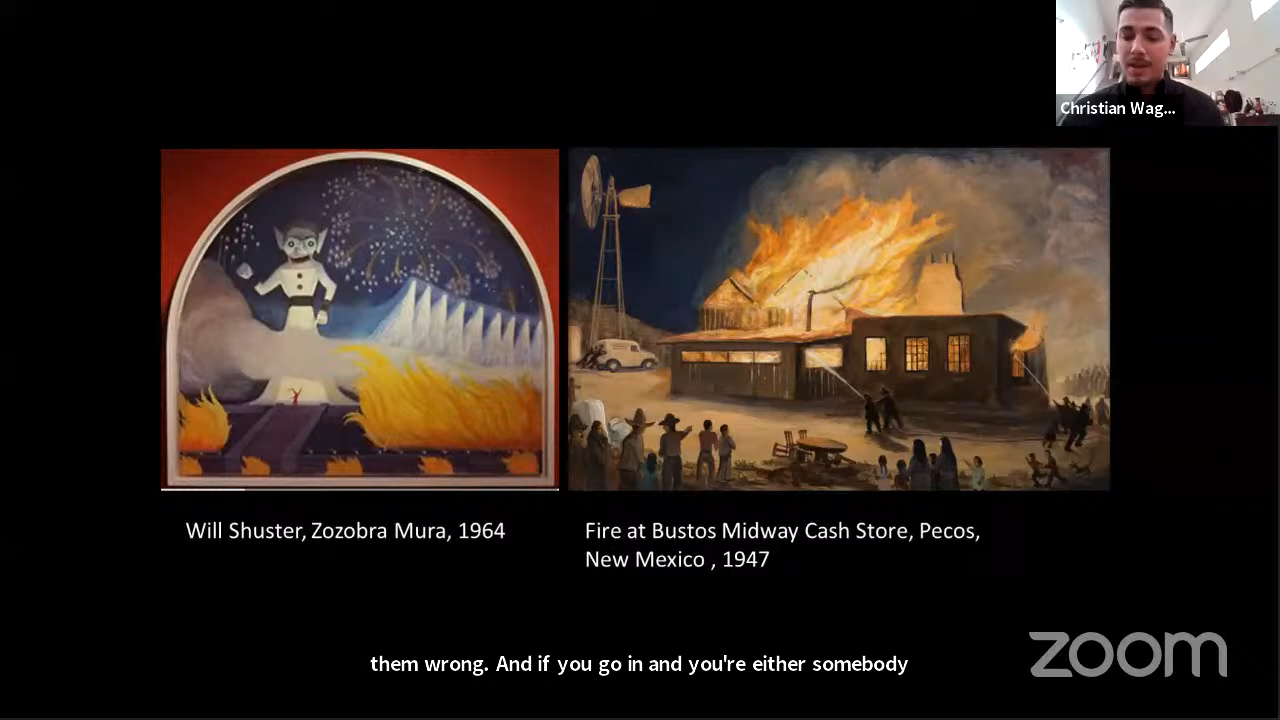 Christian Wag...
Will Shuster, Zozobra Mura, 1964
Fire at Bustos Midway Cash Store, Pecos,
New Mexico , 1947
them wrong. And if you go in and you're either somebody
zoom